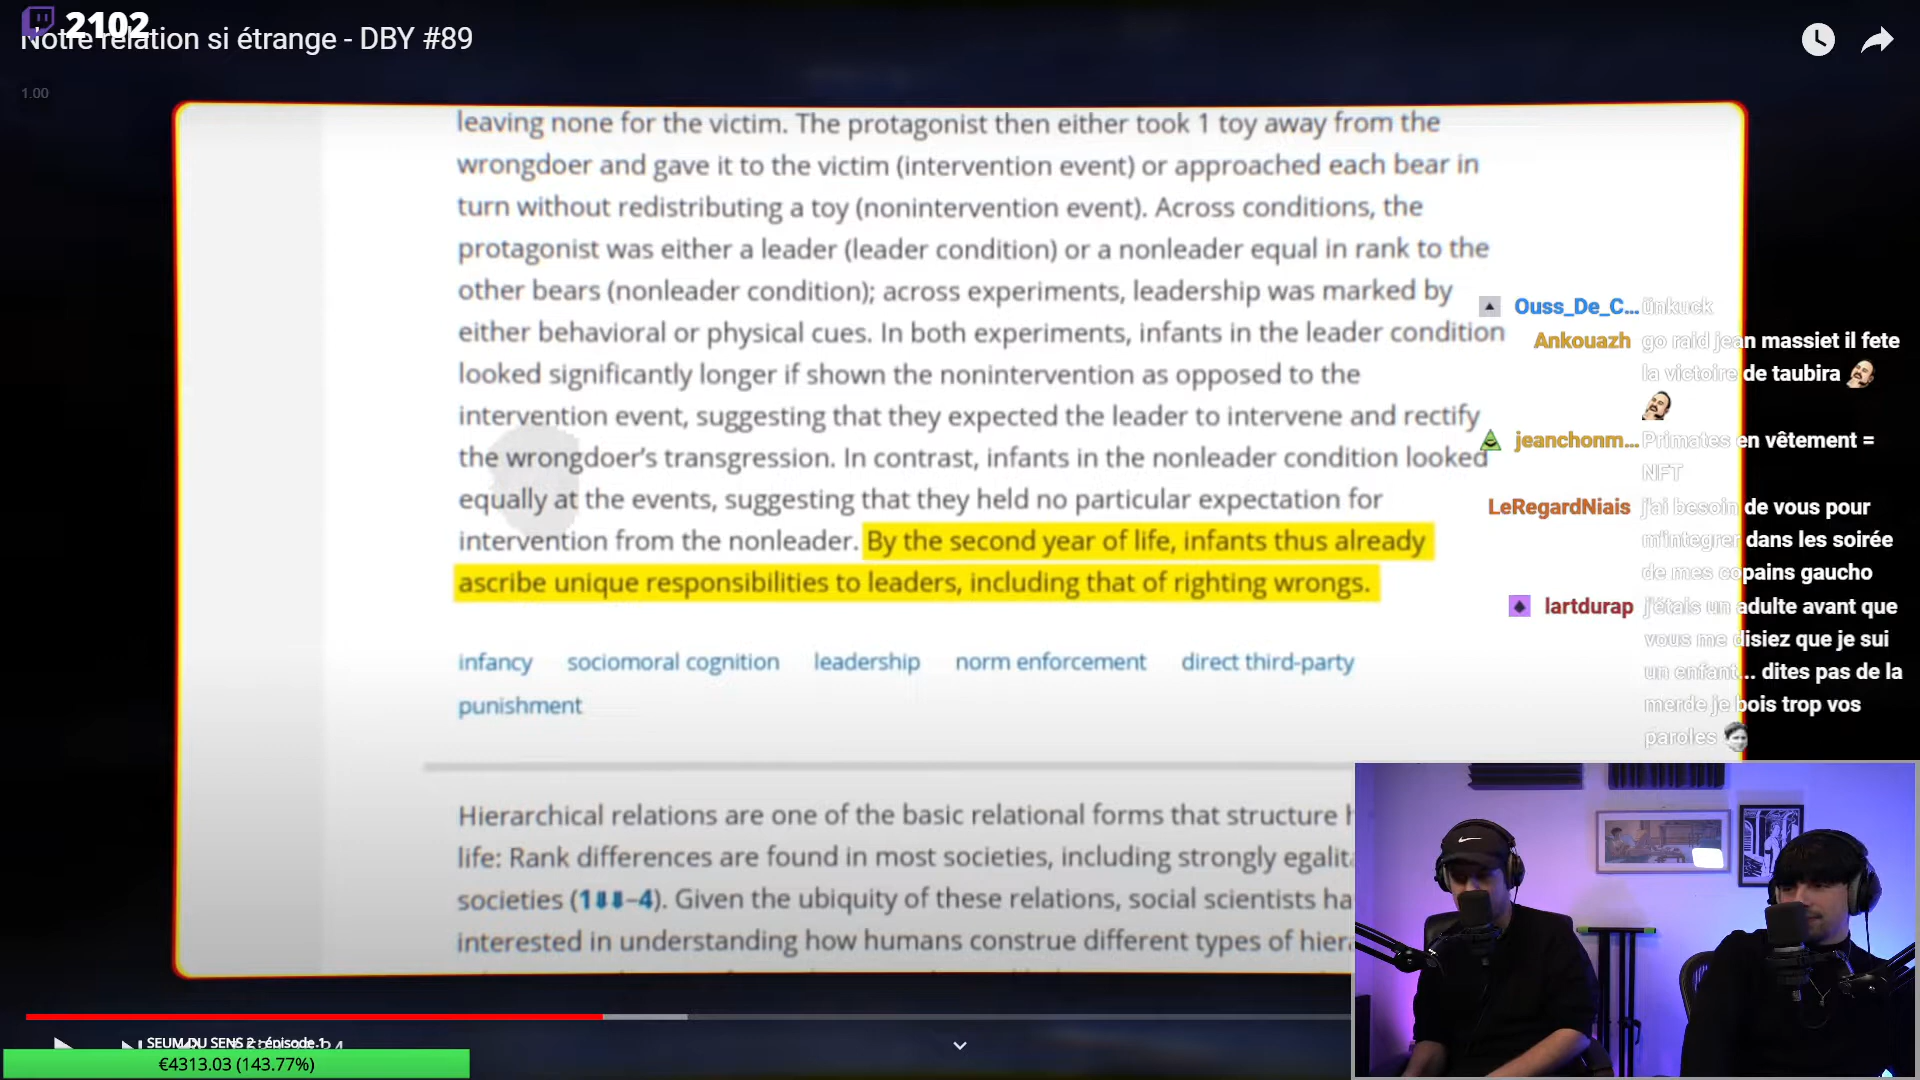 2102
Notre relation si étrange - DBY #89
1.00
leaving none for the victim. The protagonist then either took 1 toy away from the
wrongdoer and gave it to the victim (intervention event) or approached each bear in
turn without redistributing a toy (nonintervention event). Across conditions, the
protagonist was either a leader (leader condition) or a nonleader equal in rank to the
other bears (nonleader condition); across experiments, leadership was marked by
either behavioral or physical cues. In both experiments, infants in the leader condition
looked significantly longer if shown the nonintervention as opposed to the
intervention event, suggesting that they expected the leader to intervene and rectify
the wrongdoer's transgression. In contrast, infants in the nonleader condition looked
equally at the events, suggesting that they held no particular expectation for
intervention from the nonleader. By the second year of life, infants thus already
ascribe unique responsibilities to leaders, including that of righting wrongs.
infancy sociomoral cognition leadership norm enforcement direct third-party
punishment
Hierarchical relations are one of the basic relational forms that structure
life: Rank differences are found in most societies, including strongly egalit
societies (1–4). Given the ubiquity of these relations, social scientists ha
interested in understanding how humans construe different types of hier
Ouss_De_C... ünkuck
Ankouazh go raid jean massiet il fete
la victoire de taubira
jeanchonm... Primates en vêtement =
NFT
LeRegardNiais j'ai besoin de vous pour
m'integrer dans les soirée
de mes copains gaucho
lartdurap j'étais un adulte avant que
vous me disiez que je sui
un enfant... dites pas de la
merde je bois trop vos
paroles
SEUM DU SENS 2 : épisode 1
€4313.03 (143.77%)